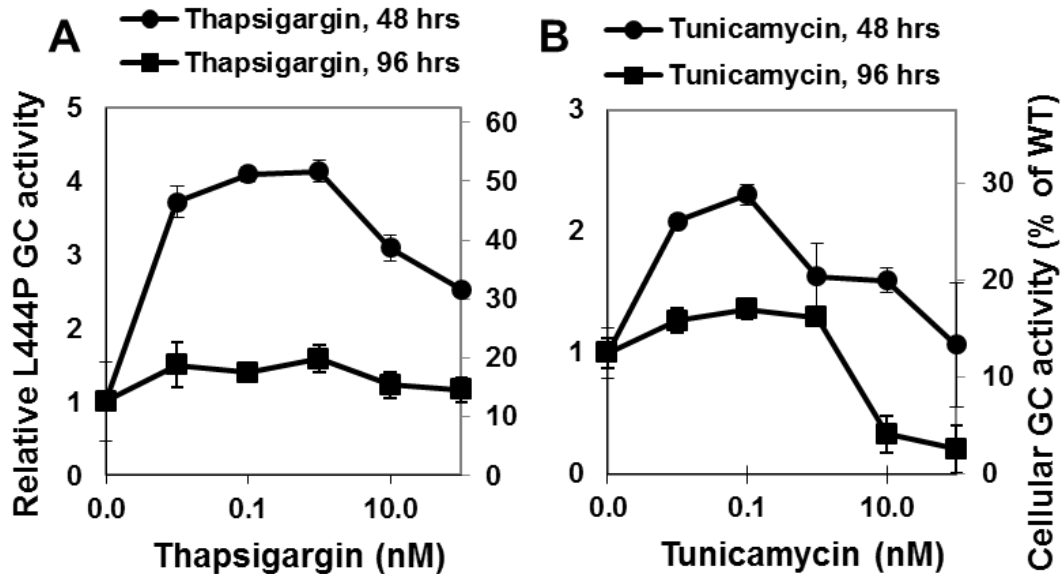 A
Thapsigargin, 48 hrs
Thapsigargin, 96 hrs
Relative L444P GC activity
5
4
3
2
1
0
60
50
40
30
20
10
0
0.0
0.1
10.0
Thapsigargin (nM)
B
Tunicamycin, 48 hrs
Tunicamycin, 96 hrs
3
2
1
0
30
20
10
0
0.0
0.1
10.0
Tunicamycin (nM)
Cellular GC activity (% of WT)